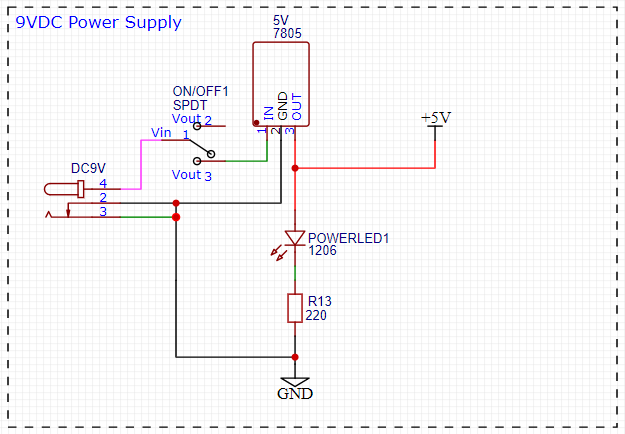 9VDC Power Supply
5V
7805
ON/OFF1
SPDT
Vout 2
Vin 1
Vout 3
IN
GND
OUT
1
2
3
+5V
DC9V
4
2
3
POWERLED1
1206
R13
220
GND